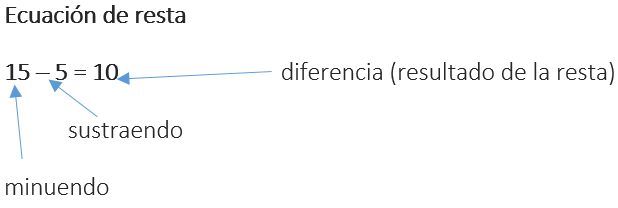 Ecuación de resta
15 – 5 = 10
diferencia (resultado de la resta)
sustraendo
minuendo